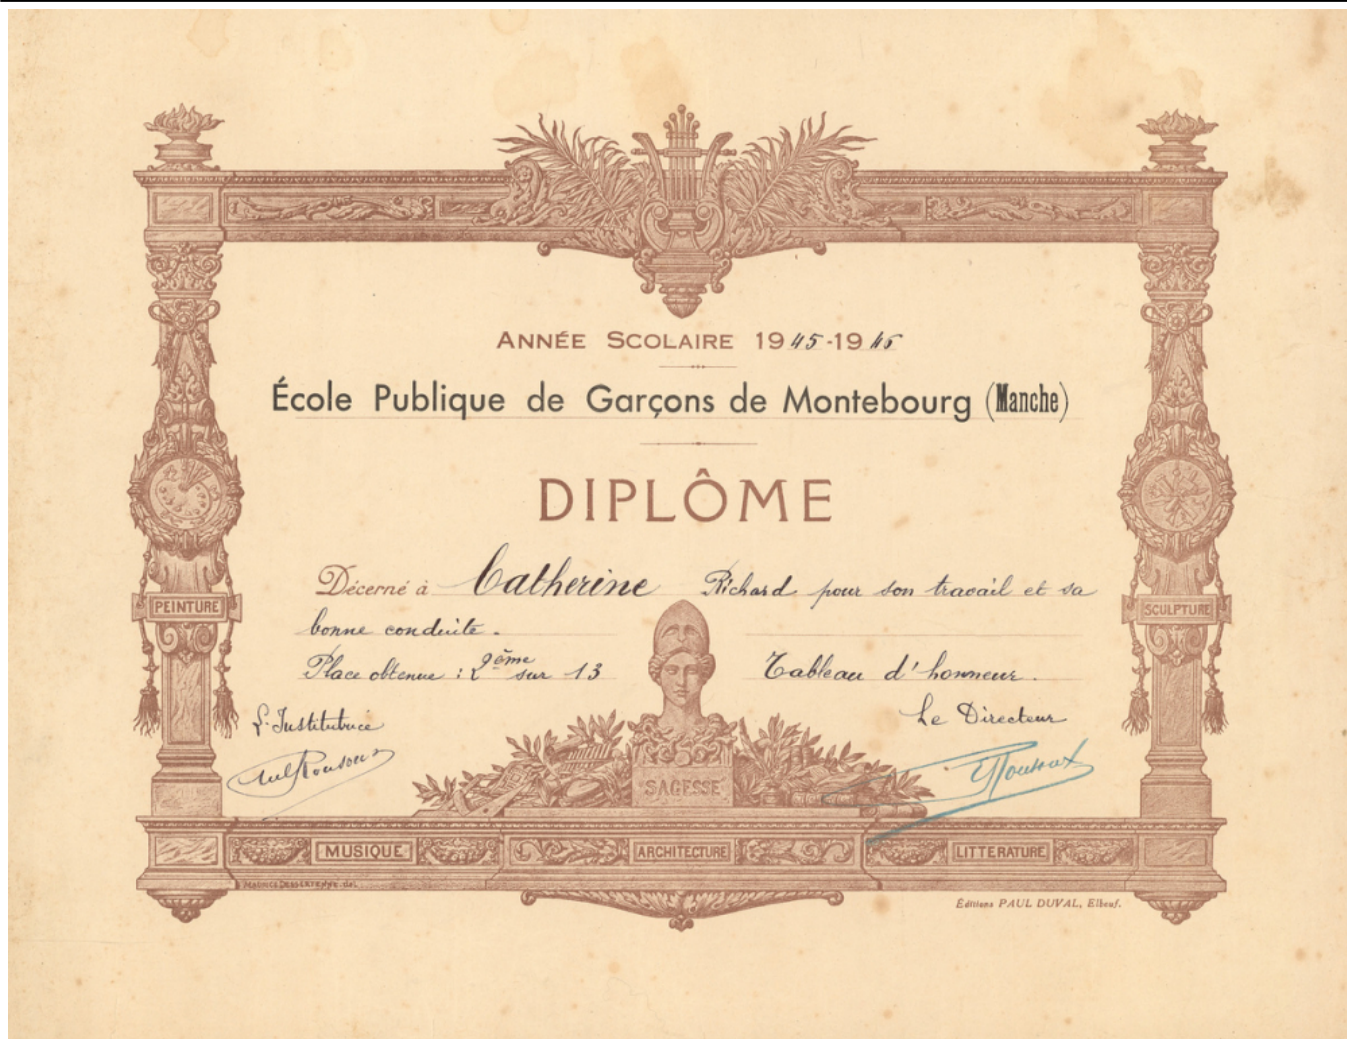 ANNÉE SCOLAIRE 1945-1946
École Publique de Garçons de Montebourg (Manche)
DIPLÔME
Décerné à Catherine Richard pour son travail et sa
bonne conduite.
Place obtenue : 2ème sur 13 Tableau d'honneur.
L'Institutrice Le Directeur
PEINTURE
SCULPTURE
SAGESSE
MUSIQUE
ARCHITECTURE
LITTERATURE
Éditions PAUL DUVAL, Elbeuf.